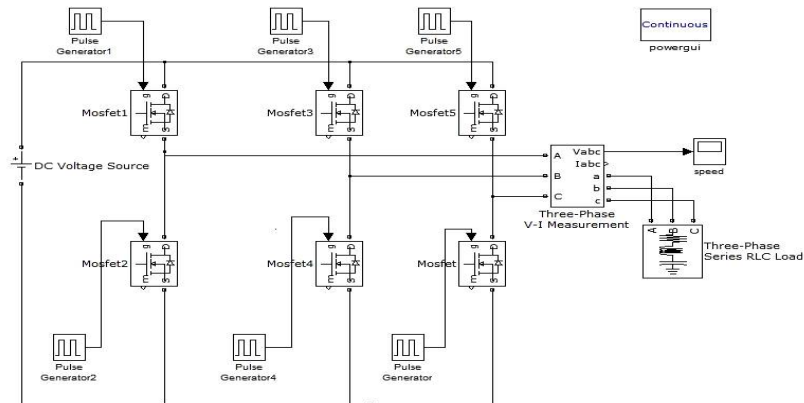 Pulse
Generator1
Pulse
Generator3
Pulse
Generator5
Continuous
powergui
Mosfet1
g
D
m
S
Mosfet3
g
D
m
S
Mosfet5
g
D
m
S
DC Voltage Source
+
A
B
C
Vabc
Iabc
a
b
c
Three-Phase
V-I Measurement
speed
A
B
C
Three-Phase
Series RLC Load
Mosfet2
g
D
m
S
Mosfet4
g
D
m
S
Mosfet
g
D
m
S
Pulse
Generator2
Pulse
Generator4
Pulse
Generator